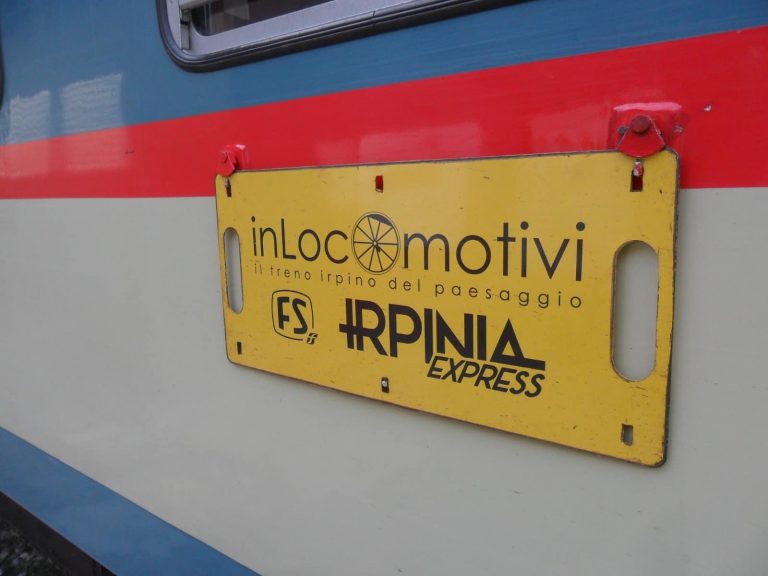 inLocomotivi
il treno irpino del paesaggio
FS
IRPINIA
EXPRESS